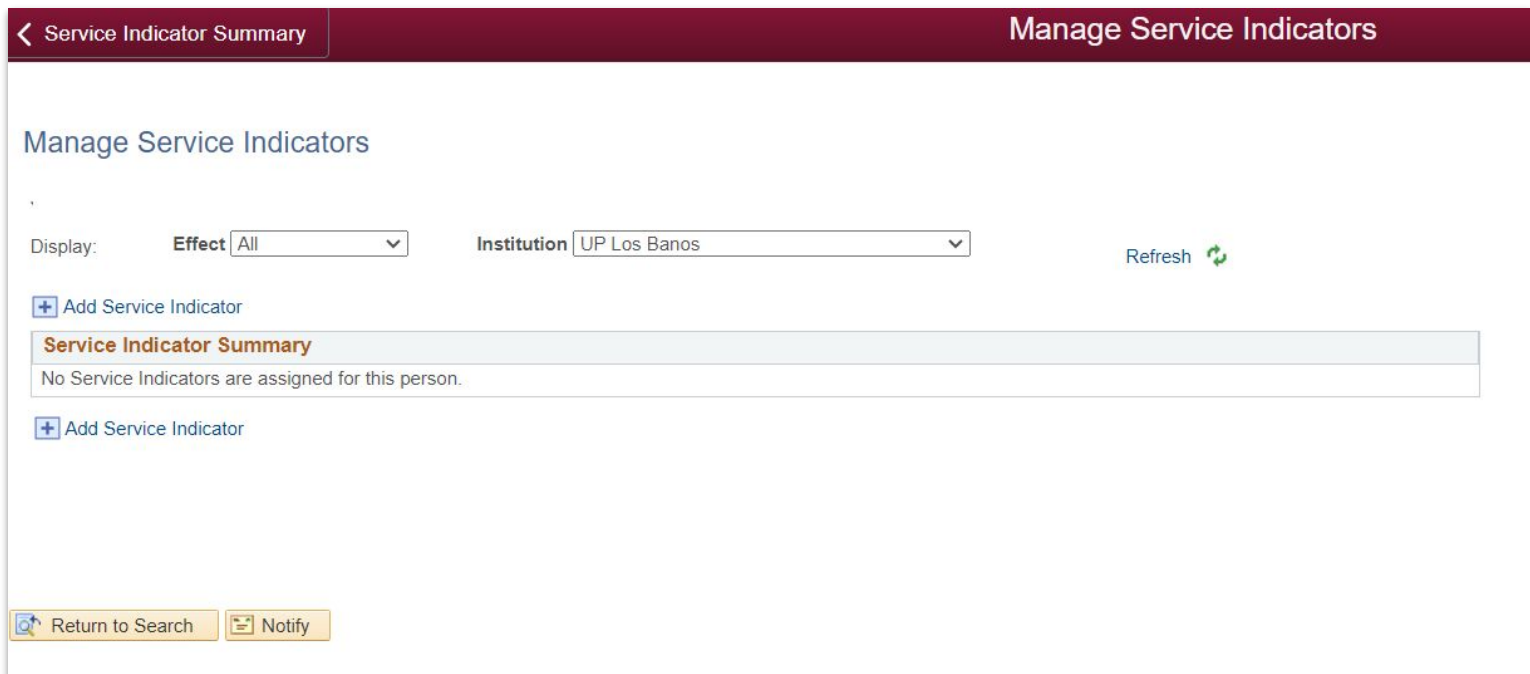 Service Indicator Summary
Manage Service Indicators
Manage Service Indicators
,
Display: Effect All Institution UP Los Banos Refresh
Add Service Indicator
Service Indicator Summary
No Service Indicators are assigned for this person.
Add Service Indicator
Return to Search Notify